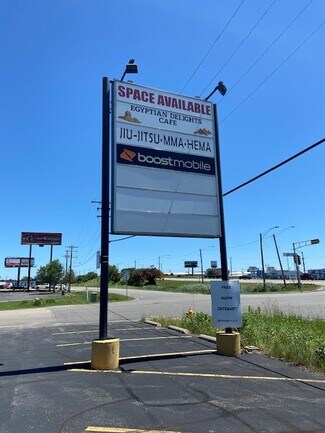 SPACE AVAILABLE
EGYPTIAN DELIGHTS
CAFE
JIU-JITSU·MMA·HEMA
boostmobile